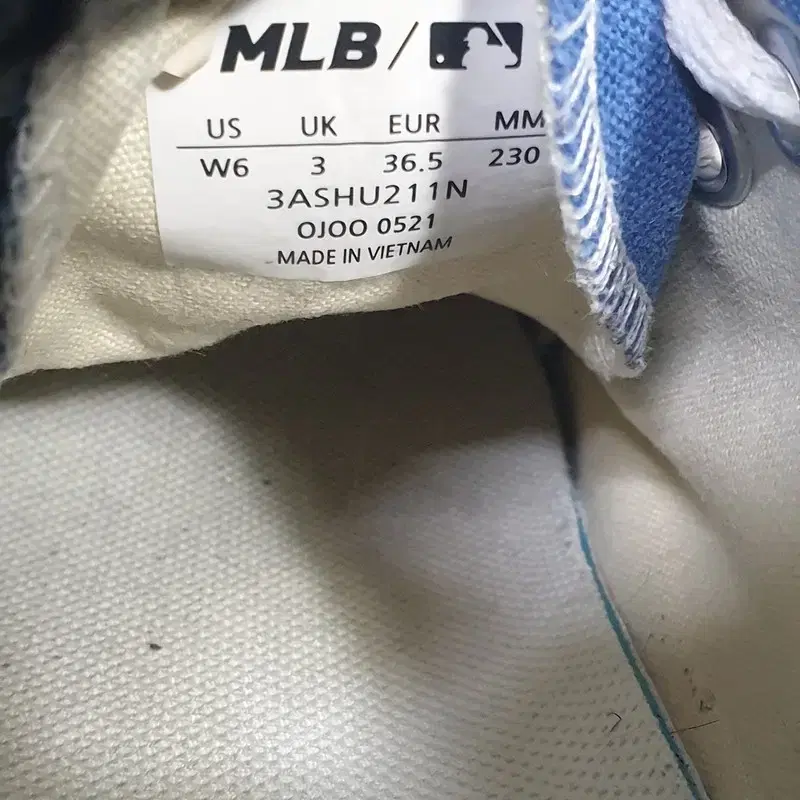 MLB /
US UK EUR MM
W6 3 36.5 230
3ASHU211N
OJOO 0521
MADE IN VIETNAM